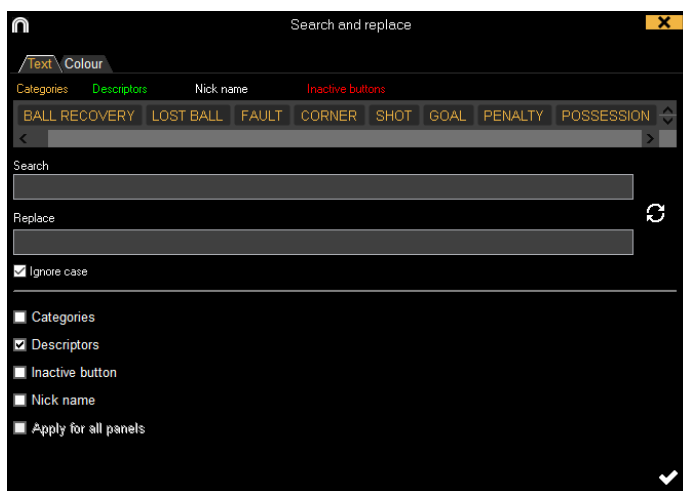 Search and replace
Text Colour
Categories Descriptors Nick name Inactive buttons
BALL RECOVERY LOST BALL FAULT CORNER SHOT GOAL PENALTY POSSESSION
Search
Replace
Ignore case
Categories
Descriptors
Inactive button
Nick name
Apply for all panels